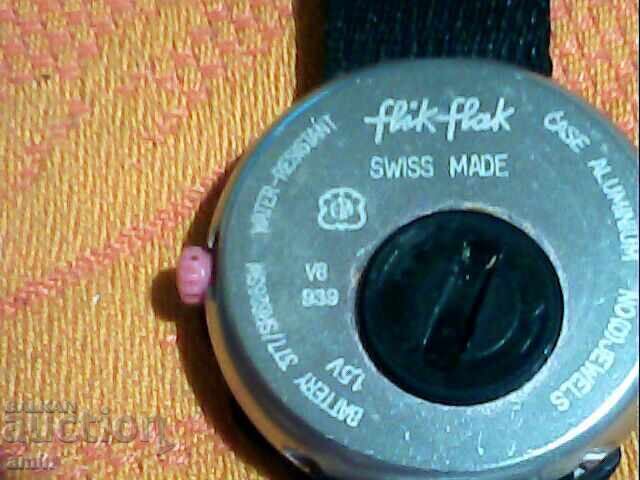 flik flak
SWISS MADE
WATER-RESISTANT
CASE ALUMINIUM NO(0)JEWELS
V8
939
1,5V
BATTERY 377/SR626SW
BALKAN
auction